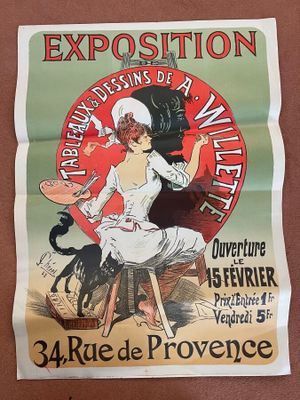 EXPOSITION
DE
TABLEAUX & DESSINS DE A. WILLETTE
Ouverture
LE
15 FÉVRIER
Prix d'Entrée 1 Fr
Vendredi 5 Fr
34, Rue de Provence